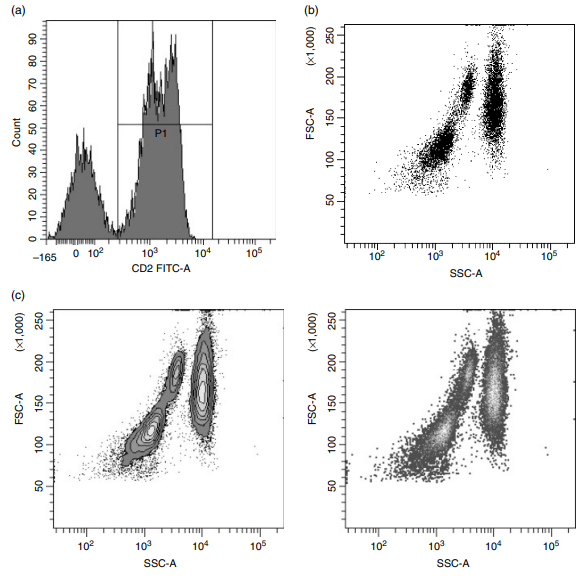 (a)
Count
90
80
70
60
50
40
30
20
10
0
P1
−165 0 10² 10³ 10⁴ 10⁵
CD2 FITC-A
(b)
(×1,000)
FSC-A
250
200
150
100
50
10² 10³ 10⁴ 10⁵
SSC-A
(c)
(×1,000)
FSC-A
250
200
150
100
50
10² 10³ 10⁴ 10⁵
SSC-A
(×1,000)
FSC-A
250
200
150
100
50
10² 10³ 10⁴ 10⁵
SSC-A